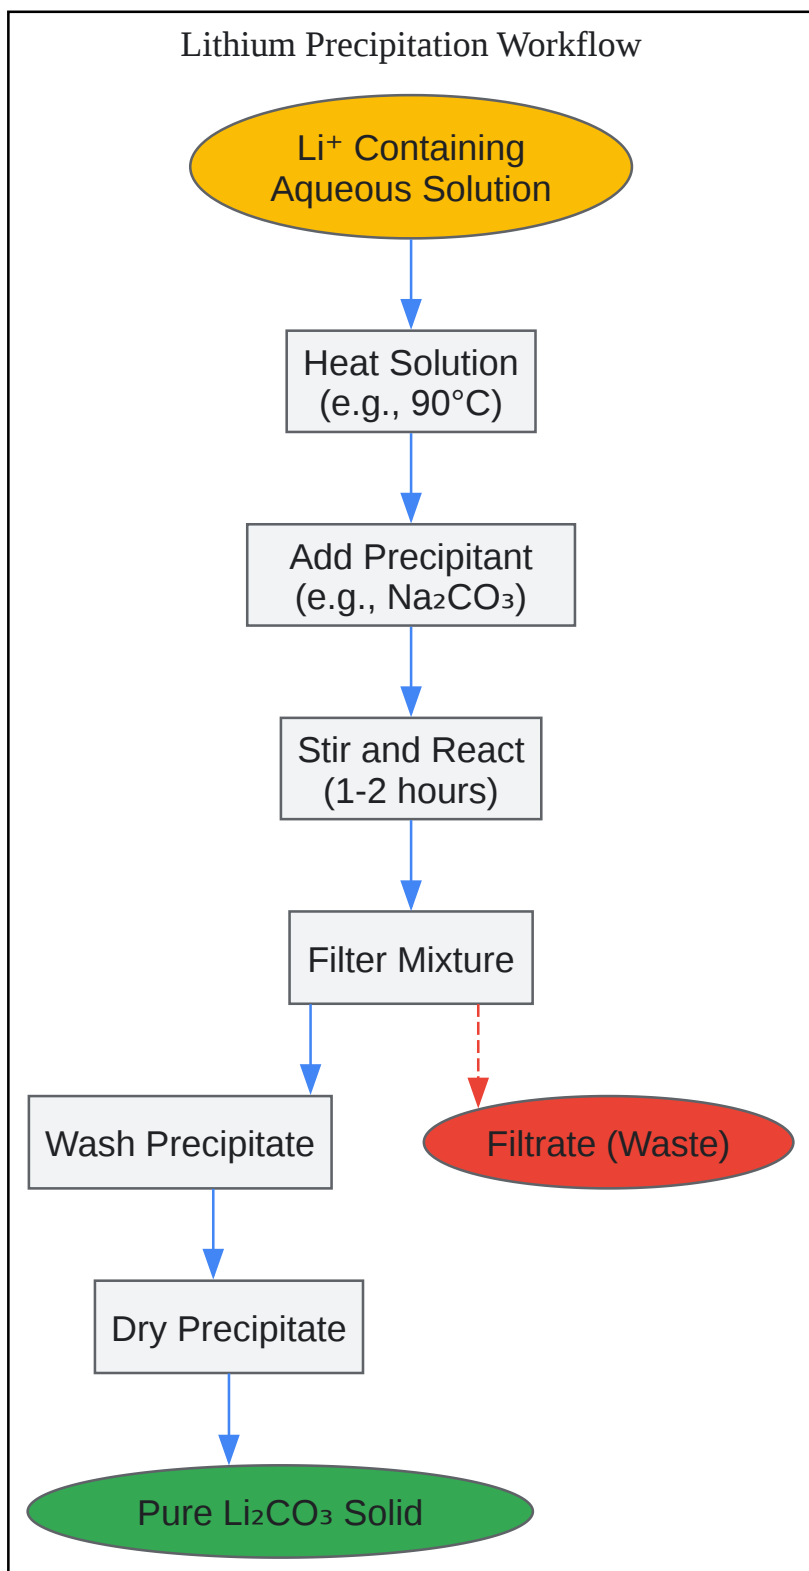 Lithium Precipitation Workflow
Li⁺ Containing
Aqueous Solution
Heat Solution
(e.g., 90°C)
Add Precipitant
(e.g., Na₂CO₃)
Stir and React
(1-2 hours)
Filter Mixture
Wash Precipitate
Filtrate (Waste)
Dry Precipitate
Pure Li₂CO₃ Solid